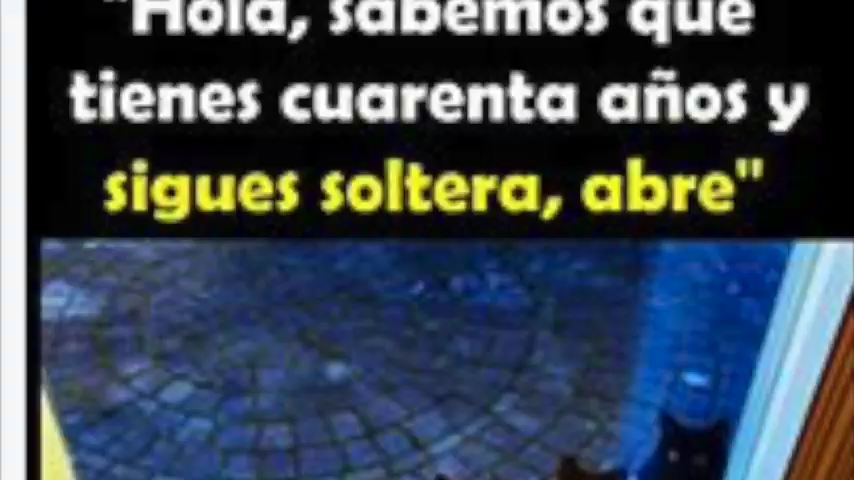 "Hola, sabemos que
tienes cuarenta años y
sigues soltera, abre"